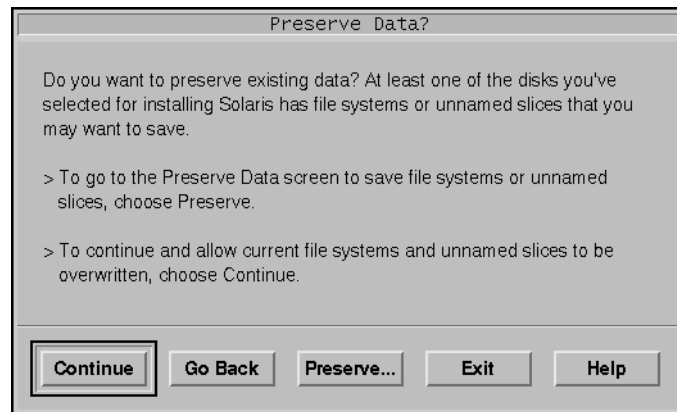 Preserve Data?
Do you want to preserve existing data? At least one of the disks you've
selected for installing Solaris has file systems or unnamed slices that you
may want to save.
> To go to the Preserve Data screen to save file systems or unnamed
slices, choose Preserve.
> To continue and allow current file systems and unnamed slices to be
overwritten, choose Continue.
Continue Go Back Preserve... Exit Help